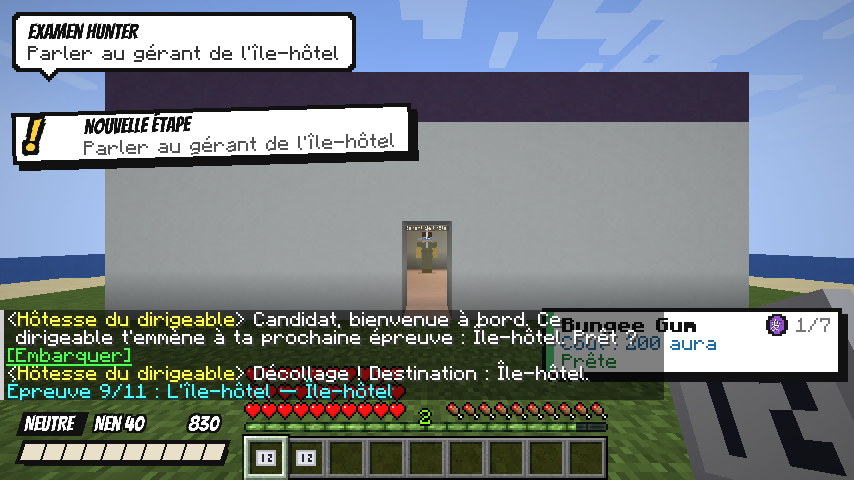 EXAMEN HUNTER
Parler au gérant de l'île-hôtel
NOUVELLE ÉTAPE
Parler au gérant de l'île-hôtel
<Hôtesse du dirigeable> Candidat, bienvenue à bord. Ce
dirigeable t'emmène à ta prochaine épreuve : Île-hôtel. Prêt ?
[Embarquer]
<Hôtesse du dirigeable> Décollage ! Destination : Île-hôtel.
Épreuve 9/11 : L'île-hôtel — Île-hôtel
Bungee Gum
1/7
Coût 300 aura
Prête
NEUTRE
NEN 40
830
2
12
12
12